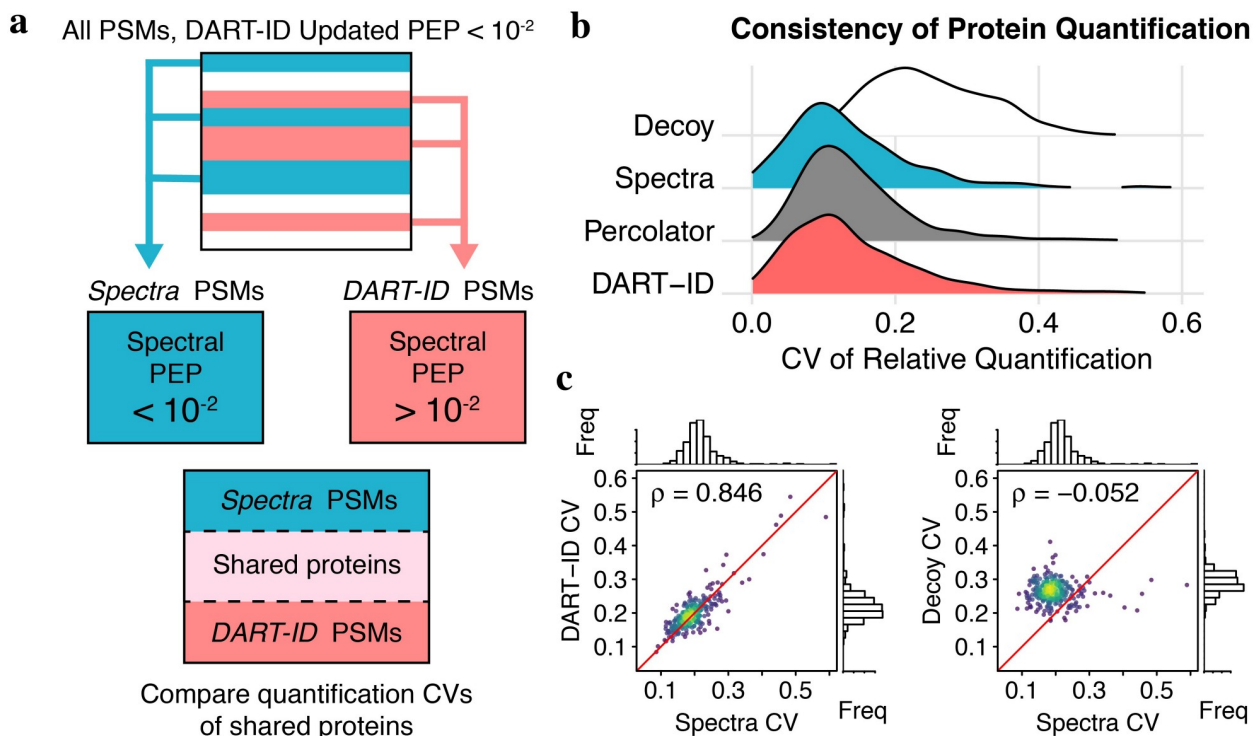 a
All PSMs, DART-ID Updated PEP < 10⁻²
Spectra PSMs
DART-ID PSMs
Spectral
PEP
< 10⁻²
Spectral
PEP
> 10⁻²
Spectra PSMs
Shared proteins
DART-ID PSMs
Compare quantification CVs
of shared proteins
b
Consistency of Protein Quantification
Decoy
Spectra
Percolator
DART−ID
0.0 0.2 0.4 0.6
CV of Relative Quantification
c
Freq
ρ = 0.846
DART−ID CV
0.6
0.5
0.4
0.3
0.2
0.1
0.1 0.3 0.5
Spectra CV
Freq
Freq
ρ = −0.052
Decoy CV
0.6
0.5
0.4
0.3
0.2
0.1
0.1 0.3 0.5
Spectra CV
Freq